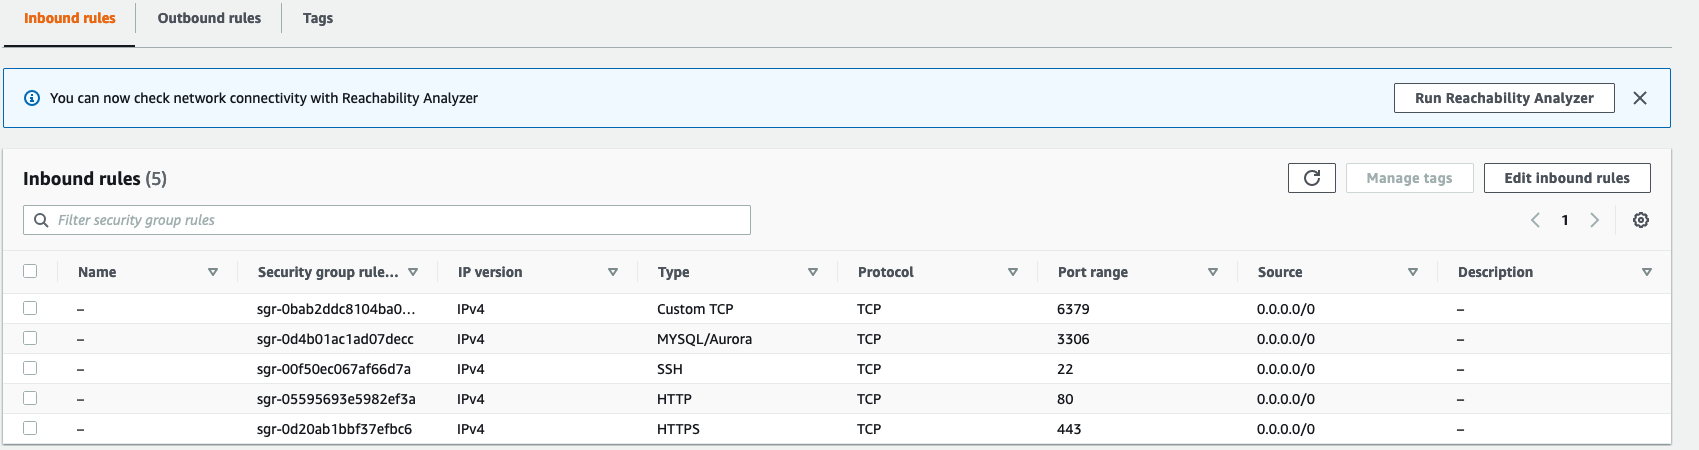 Inbound rules Outbound rules Tags
You can now check network connectivity with Reachability Analyzer Run Reachability Analyzer
Inbound rules (5) Manage tags Edit inbound rules
Filter security group rules 1
Name Security group rule... IP version Type Protocol Port range Source Description
– sgr-0bab2ddc8104ba0... IPv4 Custom TCP TCP 6379 0.0.0.0/0 –
– sgr-0d4b01ac1ad07decc IPv4 MYSQL/Aurora TCP 3306 0.0.0.0/0 –
– sgr-00f50ec067af66d7a IPv4 SSH TCP 22 0.0.0.0/0 –
– sgr-05595693e5982ef3a IPv4 HTTP TCP 80 0.0.0.0/0 –
– sgr-0d20ab1bbf37efbc6 IPv4 HTTPS TCP 443 0.0.0.0/0 –